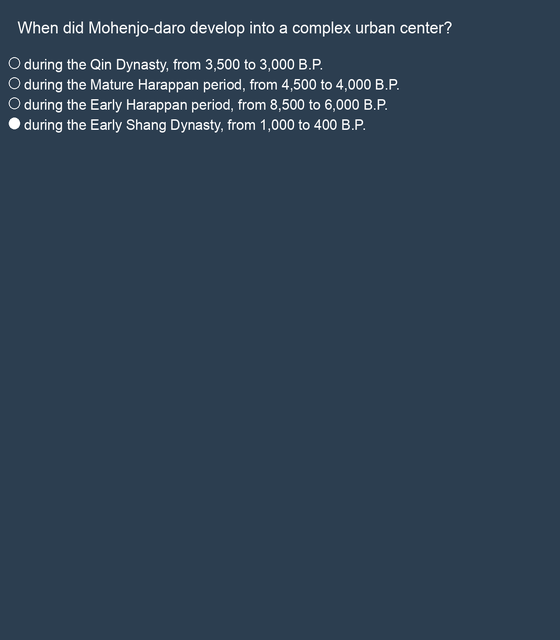 When did Mohenjo-daro develop into a complex urban center?
during the Qin Dynasty, from 3,500 to 3,000 B.P.
during the Mature Harappan period, from 4,500 to 4,000 B.P.
during the Early Harappan period, from 8,500 to 6,000 B.P.
during the Early Shang Dynasty, from 1,000 to 400 B.P.